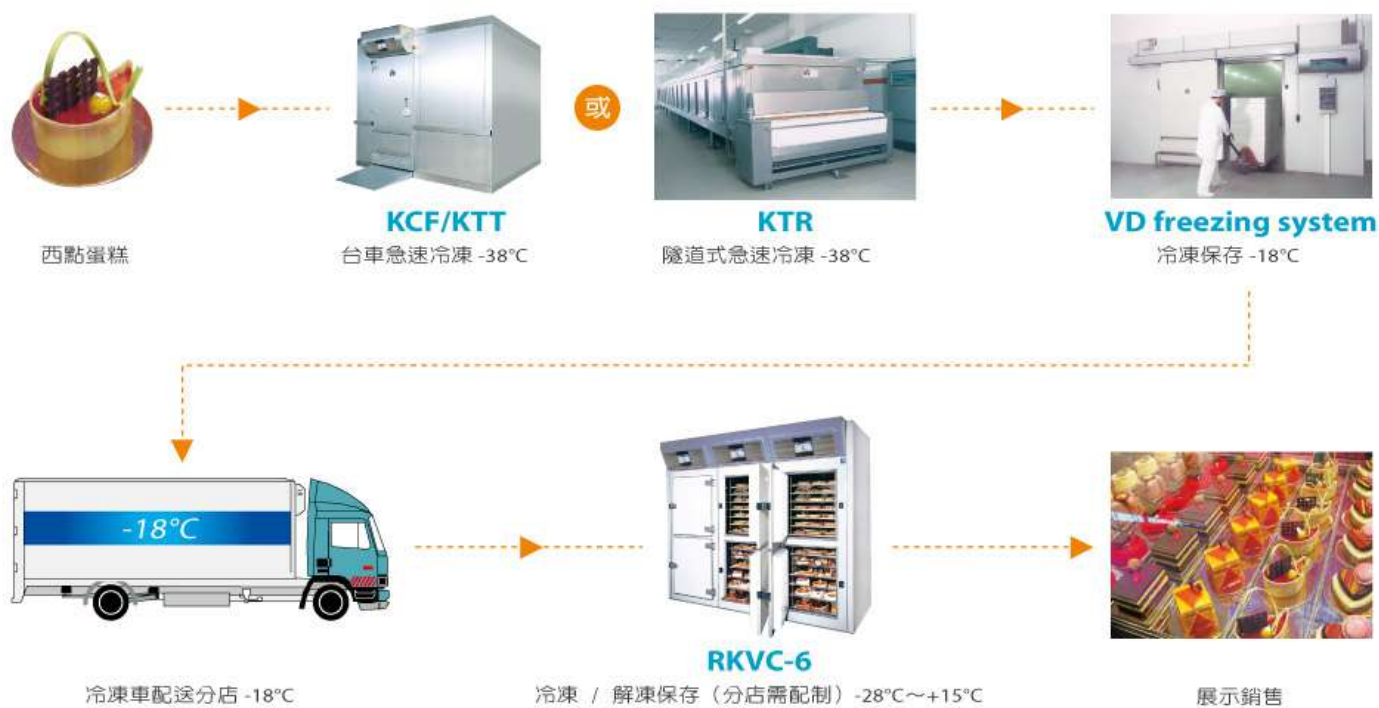 或
KCF/KTT
KTR
VD freezing system
西點蛋糕
台車急速冷凍 -38°C
隧道式急速冷凍 -38°C
冷凍保存 -18°C
-18°C
RKVC-6
冷凍車配送分店 -18°C
冷凍 / 解凍保存（分店需配制）-28°C～+15°C
展示銷售